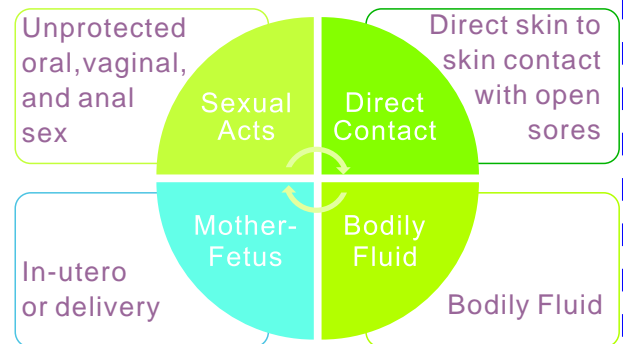 Unprotected
oral,vaginal,
and anal
sex
Sexual
Acts
Direct
Contact
Direct skin to
skin contact
with open
sores
In-utero
or delivery
Mother-
Fetus
Bodily
Fluid
Bodily Fluid